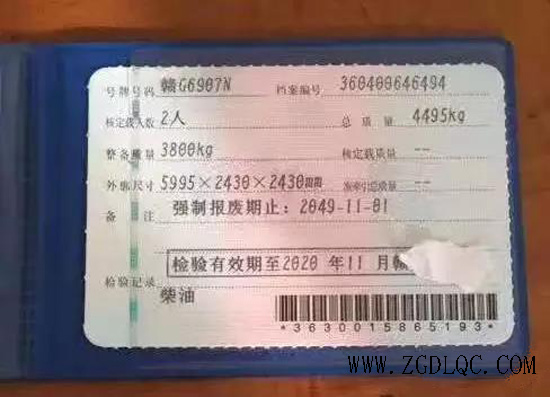 号牌号码 赣G6907N 档案编号 360400646494
核定载人数 2人 总质量 4495kg
整备质量 3800kg 核定载质量 --
外廓尺寸 5995×2430×2430mm 准牵引总质量 --
备注 强制报废期止：2049-11-01
检验有效期至2020 年11 月赣
检验记录
柴油
*3630015865193*
WWW.ZGDLQC.COM